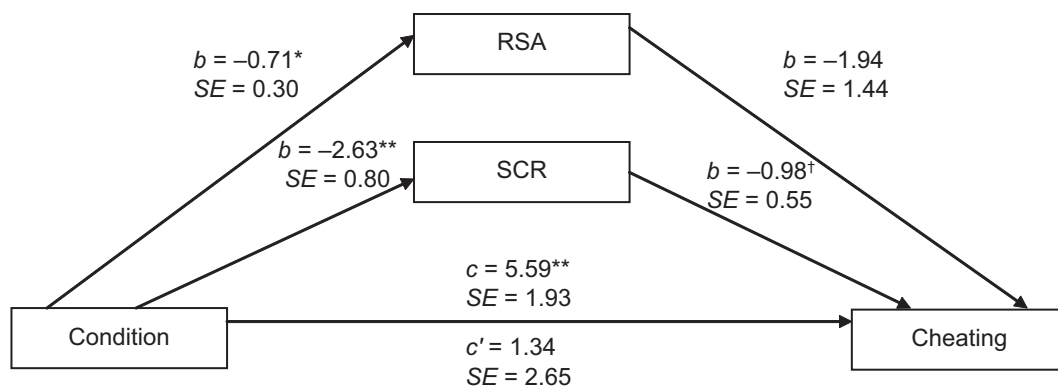 RSA
b = –0.71*
SE = 0.30
b = –1.94
SE = 1.44
SCR
b = –2.63**
SE = 0.80
b = –0.98†
SE = 0.55
c = 5.59**
SE = 1.93
Condition
Cheating
c′ = 1.34
SE = 2.65